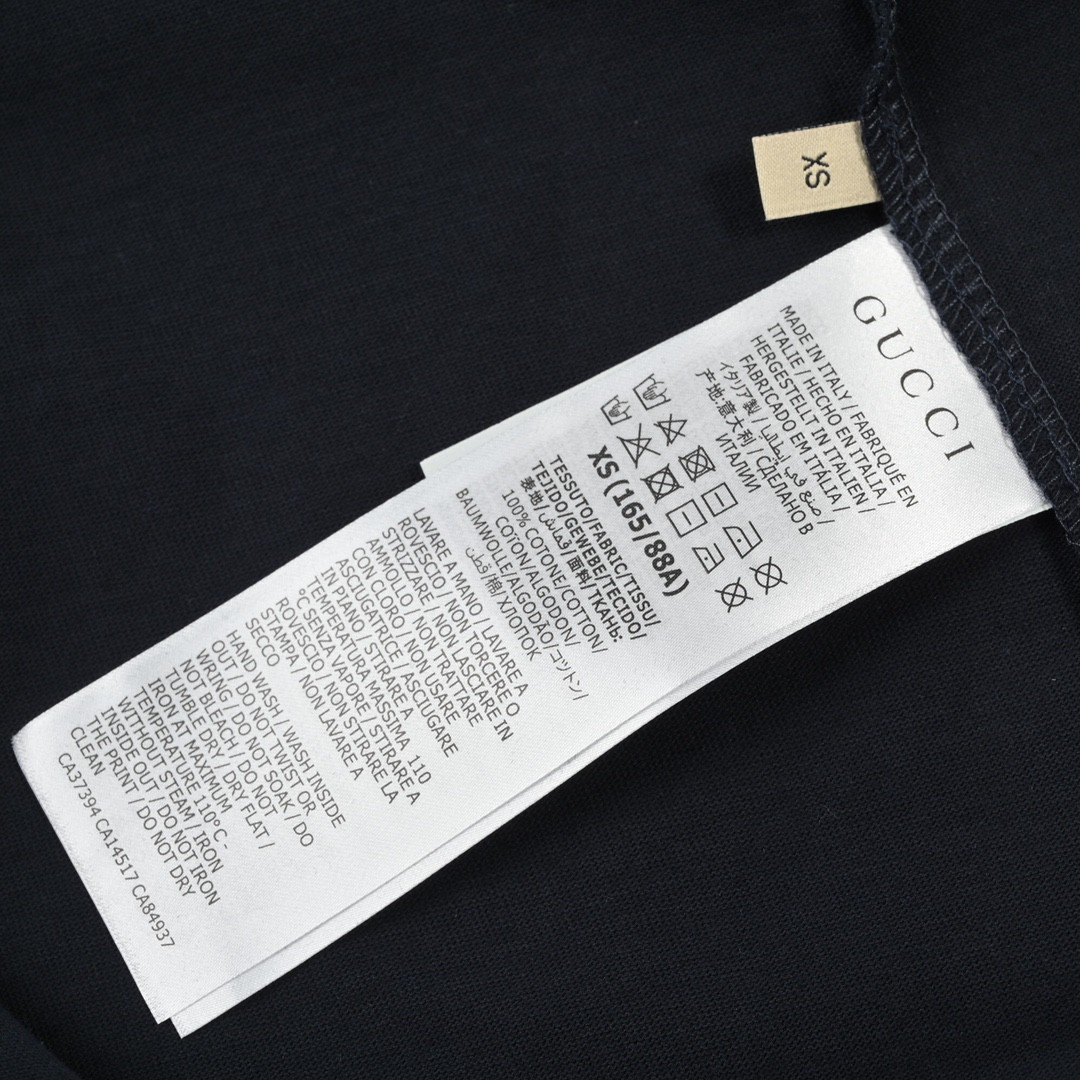 XS
GUCCI
MADE IN ITALY / FABRIQUÉ EN
ITALIE / HECHO EN ITALIA /
HERGESTELLT IN ITALIEN /
FABRICADO EM ITALIA /
イタリア製 / صنع في إيطاليا / СДЕЛАНО В
产地:意大利 / ИТАЛИИ
XS (165/88A)
TESSUTO/FABRIC/TISSU/
TEJIDO/GEWEBE/TECIDO/
表地/قماش/面料/ТКАНЬ:
100% COTONE/COTTON/
COTON/ALGODON/
BAUMWOLLE/ALGODÃO/コットン/
قطن/棉/ХЛОПОК
LAVARE A MANO / LAVARE A
ROVESCIO / NON TORCERE O
STRIZZARE / NON LASCIARE IN
AMMOLLO / NON TRATTARE
CON CLORO / NON USARE
ASCIUGATRICE / ASCIUGARE
IN PIANO / STIRARE A
TEMPERATURA MASSIMA 110
°C SENZA VAPORE / STIRARE A
ROVESCIO / NON STIRARE LA
STAMPA / NON LAVARE A
SECCO
HAND WASH / WASH INSIDE
OUT / DO NOT TWIST OR
WRING / DO NOT SOAK / DO
NOT BLEACH / DO NOT
TUMBLE DRY / DRY FLAT /
IRON AT MAXIMUM
TEMPERATURE 110°C -
WITHOUT STEAM / IRON
INSIDE OUT / DO NOT IRON
THE PRINT / DO NOT DRY
CLEAN
CA37394 CA14517 CA84937